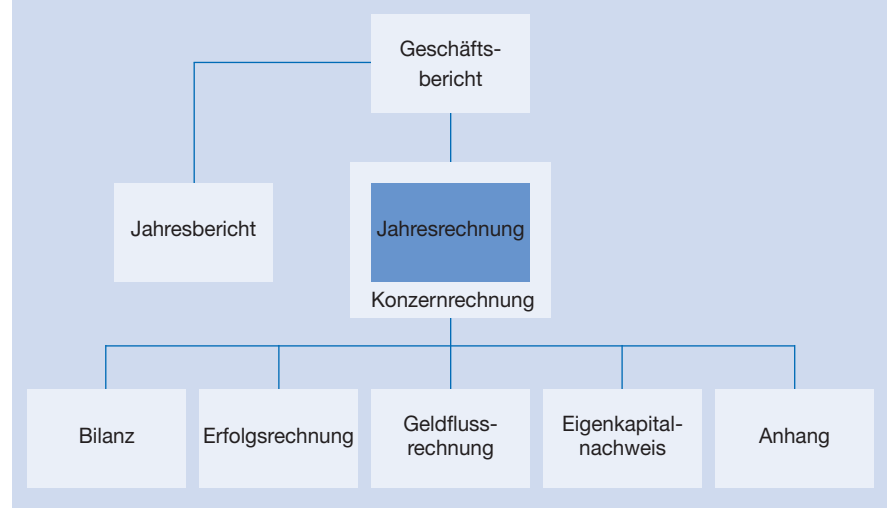 Geschäfts-
bericht
Jahresbericht
Jahresrechnung
Konzernrechnung
Bilanz
Erfolgsrechnung
Geldfluss-
rechnung
Eigenkapital-
nachweis
Anhang